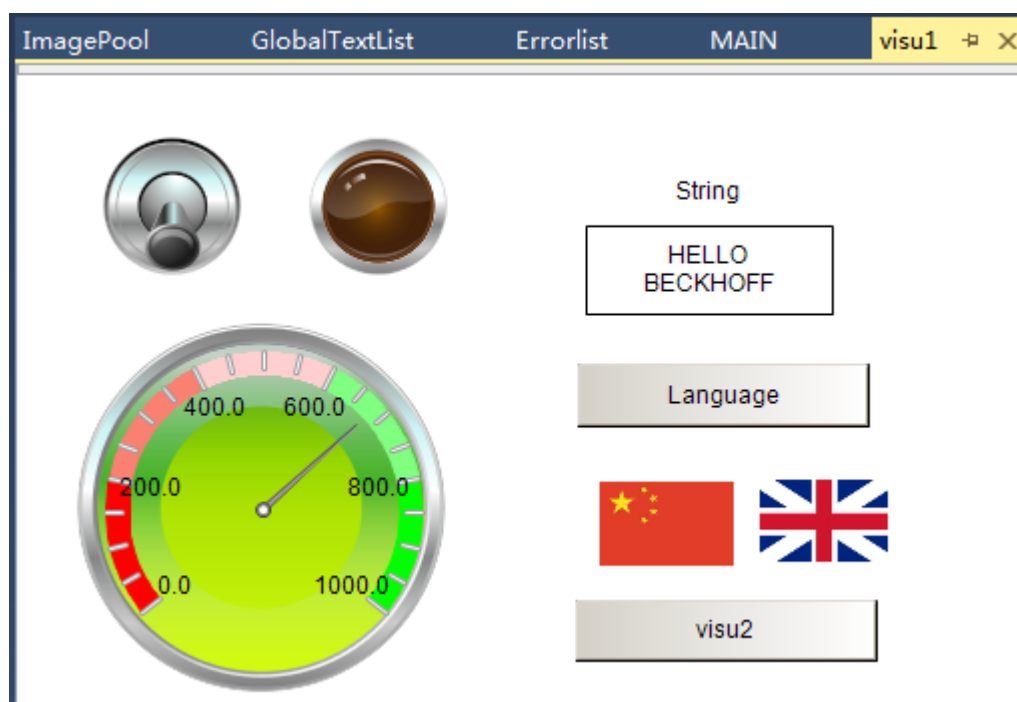 ImagePool GlobalTextList Errorlist MAIN visu1
String
HELLO
BECKHOFF
Language
400.0 600.0
200.0 800.0
0.0 1000.0
visu2